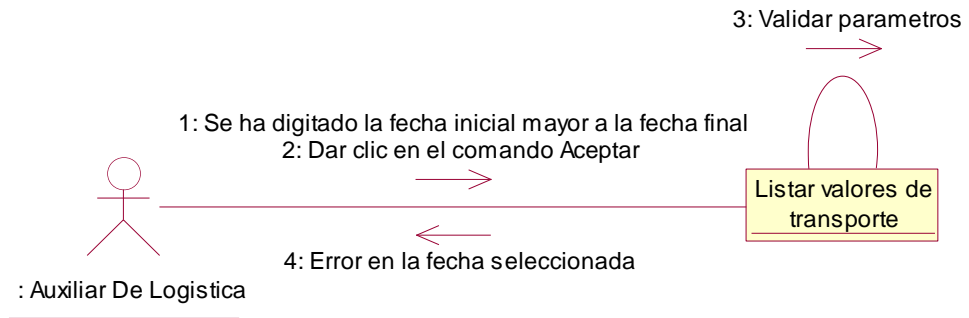 3: Validar parametros
1: Se ha digitado la fecha inicial mayor a la fecha final
2: Dar clic en el comando Aceptar
Listar valores de
transporte
4: Error en la fecha seleccionada
: Auxiliar De Logistica